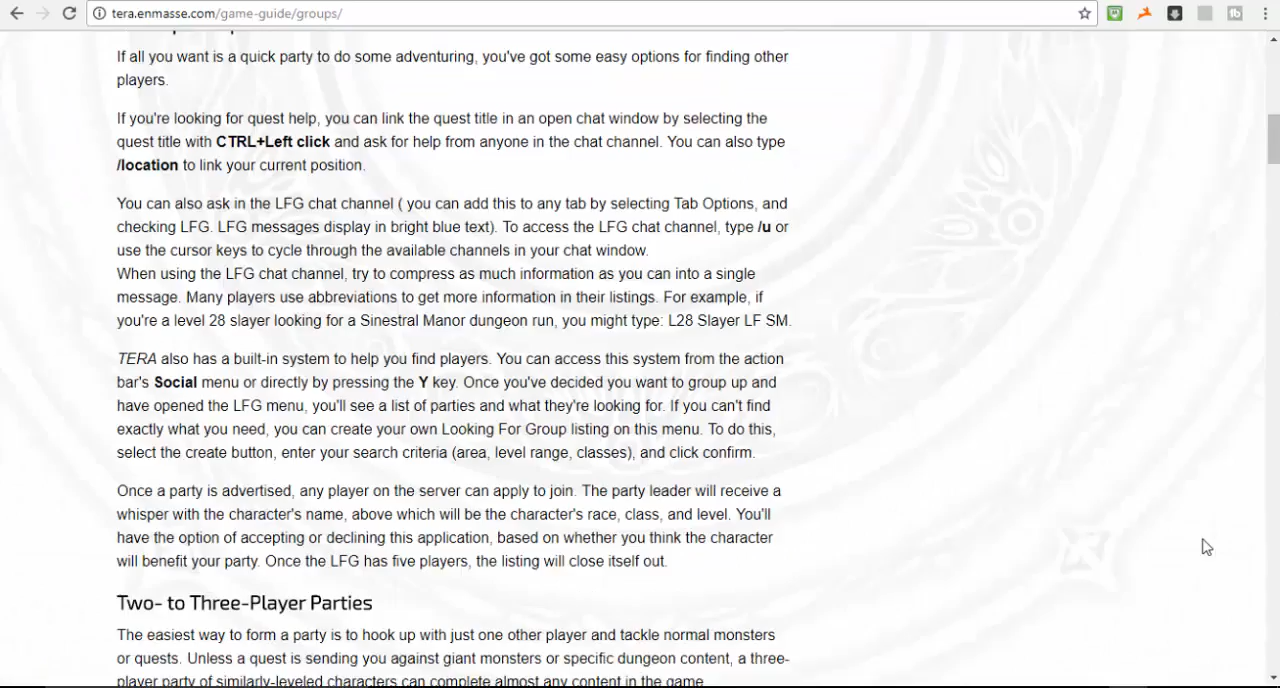 tera.enmasse.com/game-guide/groups/
If all you want is a quick party to do some adventuring, you've got some easy options for finding other
players.
If you're looking for quest help, you can link the quest title in an open chat window by selecting the
quest title with CTRL+Left click and ask for help from anyone in the chat channel. You can also type
/location to link your current position.
You can also ask in the LFG chat channel ( you can add this to any tab by selecting Tab Options, and
checking LFG. LFG messages display in bright blue text). To access the LFG chat channel, type /u or
use the cursor keys to cycle through the available channels in your chat window.
When using the LFG chat channel, try to compress as much information as you can into a single
message. Many players use abbreviations to get more information in their listings. For example, if
you're a level 28 slayer looking for a Sinestral Manor dungeon run, you might type: L28 Slayer LF SM.
TERA also has a built-in system to help you find players. You can access this system from the action
bar's Social menu or directly by pressing the Y key. Once you've decided you want to group up and
have opened the LFG menu, you'll see a list of parties and what they're looking for. If you can't find
exactly what you need, you can create your own Looking For Group listing on this menu. To do this,
select the create button, enter your search criteria (area, level range, classes), and click confirm.
Once a party is advertised, any player on the server can apply to join. The party leader will receive a
whisper with the character's name, above which will be the character's race, class, and level. You'll
have the option of accepting or declining this application, based on whether you think the character
will benefit your party. Once the LFG has five players, the listing will close itself out.
Two- to Three-Player Parties
The easiest way to form a party is to hook up with just one other player and tackle normal monsters
or quests. Unless a quest is sending you against giant monsters or specific dungeon content, a three-
player party of similarly-leveled characters can complete almost any content in the game